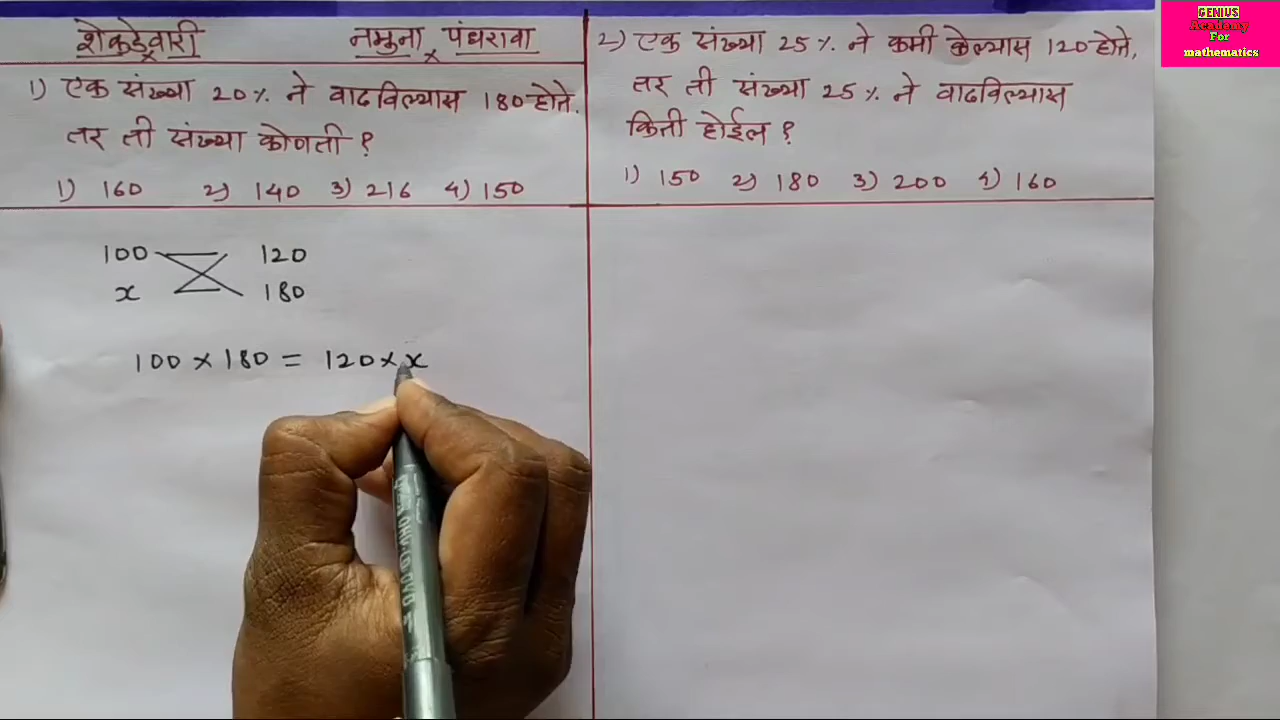 शेकडेवारी नमुना पंधरावा
1) एक संख्या 20% ने वाढविल्यास 180 होते.
तर ती संख्या कोणती ?
1) 160 2) 140 3) 216 4) 150
100 120
x 180
100 × 180 = 120 × x
2) एक संख्या 25% ने कमी केल्यास 120 होते,
तर ती संख्या 25% ने वाढविल्यास
किती होईल ?
1) 150 2) 180 3) 200 4) 160
GENIUS
Academy
For
mathematics